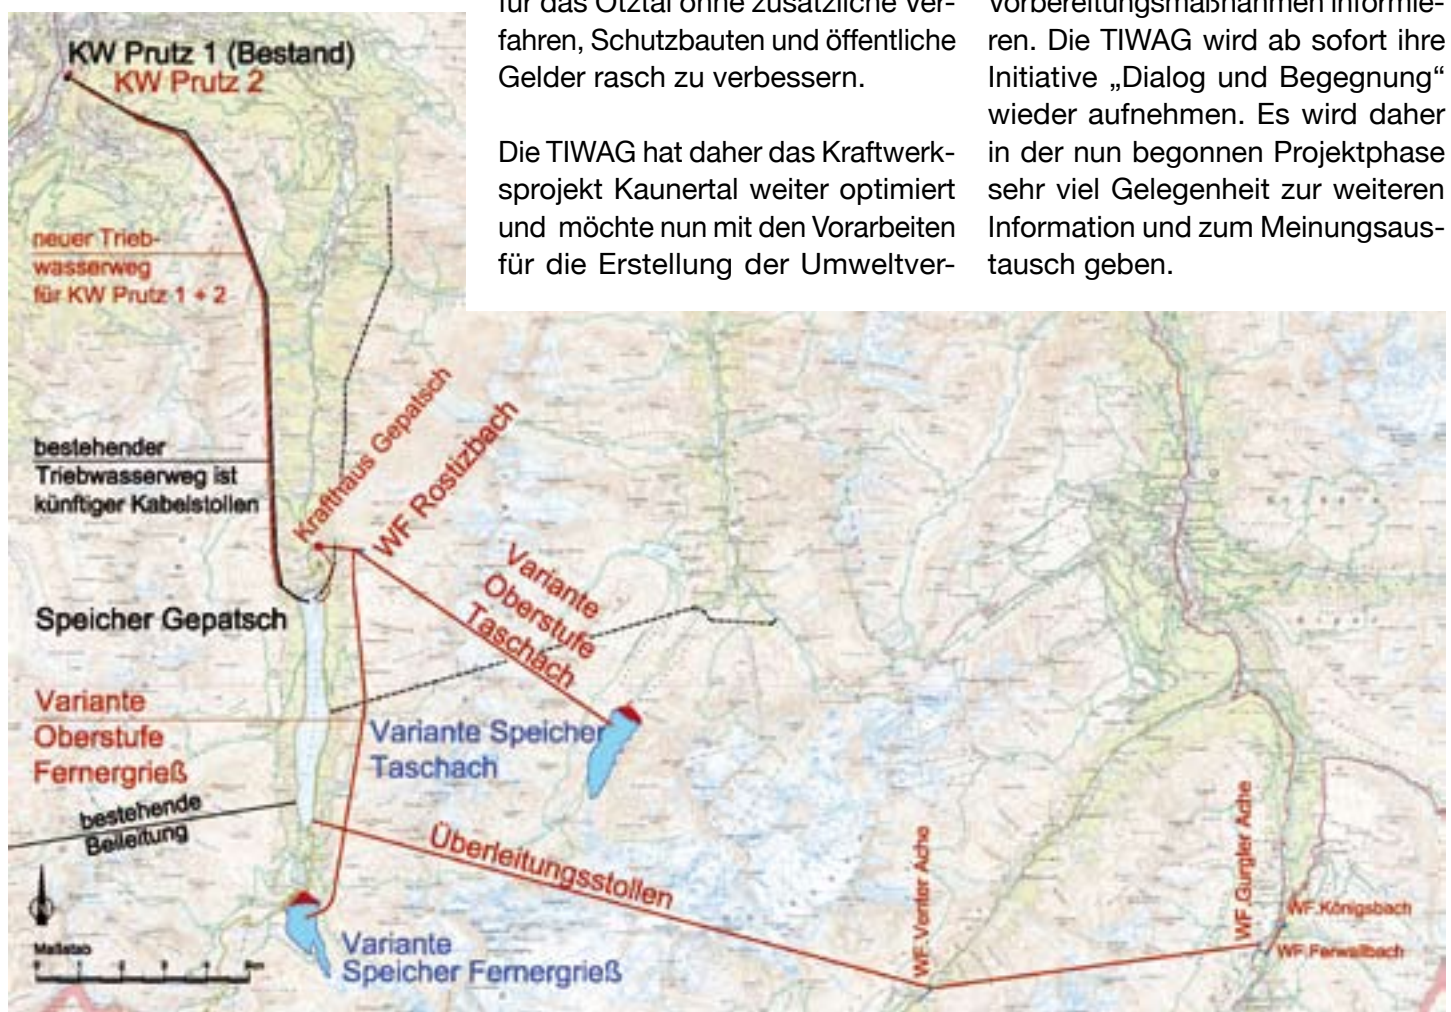 für das Ötztal ohne zusätzliche Ver-
fahren, Schutzbauten und öffentliche
Gelder rasch zu verbessern.
Die TIWAG hat daher das Kraftwerk-
sprojekt Kaunertal weiter optimiert
und möchte nun mit den Vorarbeiten
für die Erstellung der Umweltver-
Vorbereitungsmaßnahmen informie-
ren. Die TIWAG wird ab sofort ihre
Initiative „Dialog und Begegnung“
wieder aufnehmen. Es wird daher
in der nun begonnen Projektphase
sehr viel Gelegenheit zur weiteren
Information und zum Meinungsaus-
tausch geben.
KW Prutz 1 (Bestand)
KW Prutz 2
neuer Trieb-
wasserweg
für KW Prutz 1 + 2
bestehender
Triebwasserweg ist
künftiger Kabelstollen
Krafthaus Gepatsch
WF Rostizbach
Variante
Oberstufe
Taschach
Speicher Gepatsch
Variante
Oberstufe
Fernergrieß
Variante Speicher
Taschach
bestehende
Beileitung
Überleitungsstollen
WF.Venter Ache
WF.Gurgler Ache
WF.Königsbach
WF.Ferwallbach
Variante
Speicher Fernergrieß
Maßstab